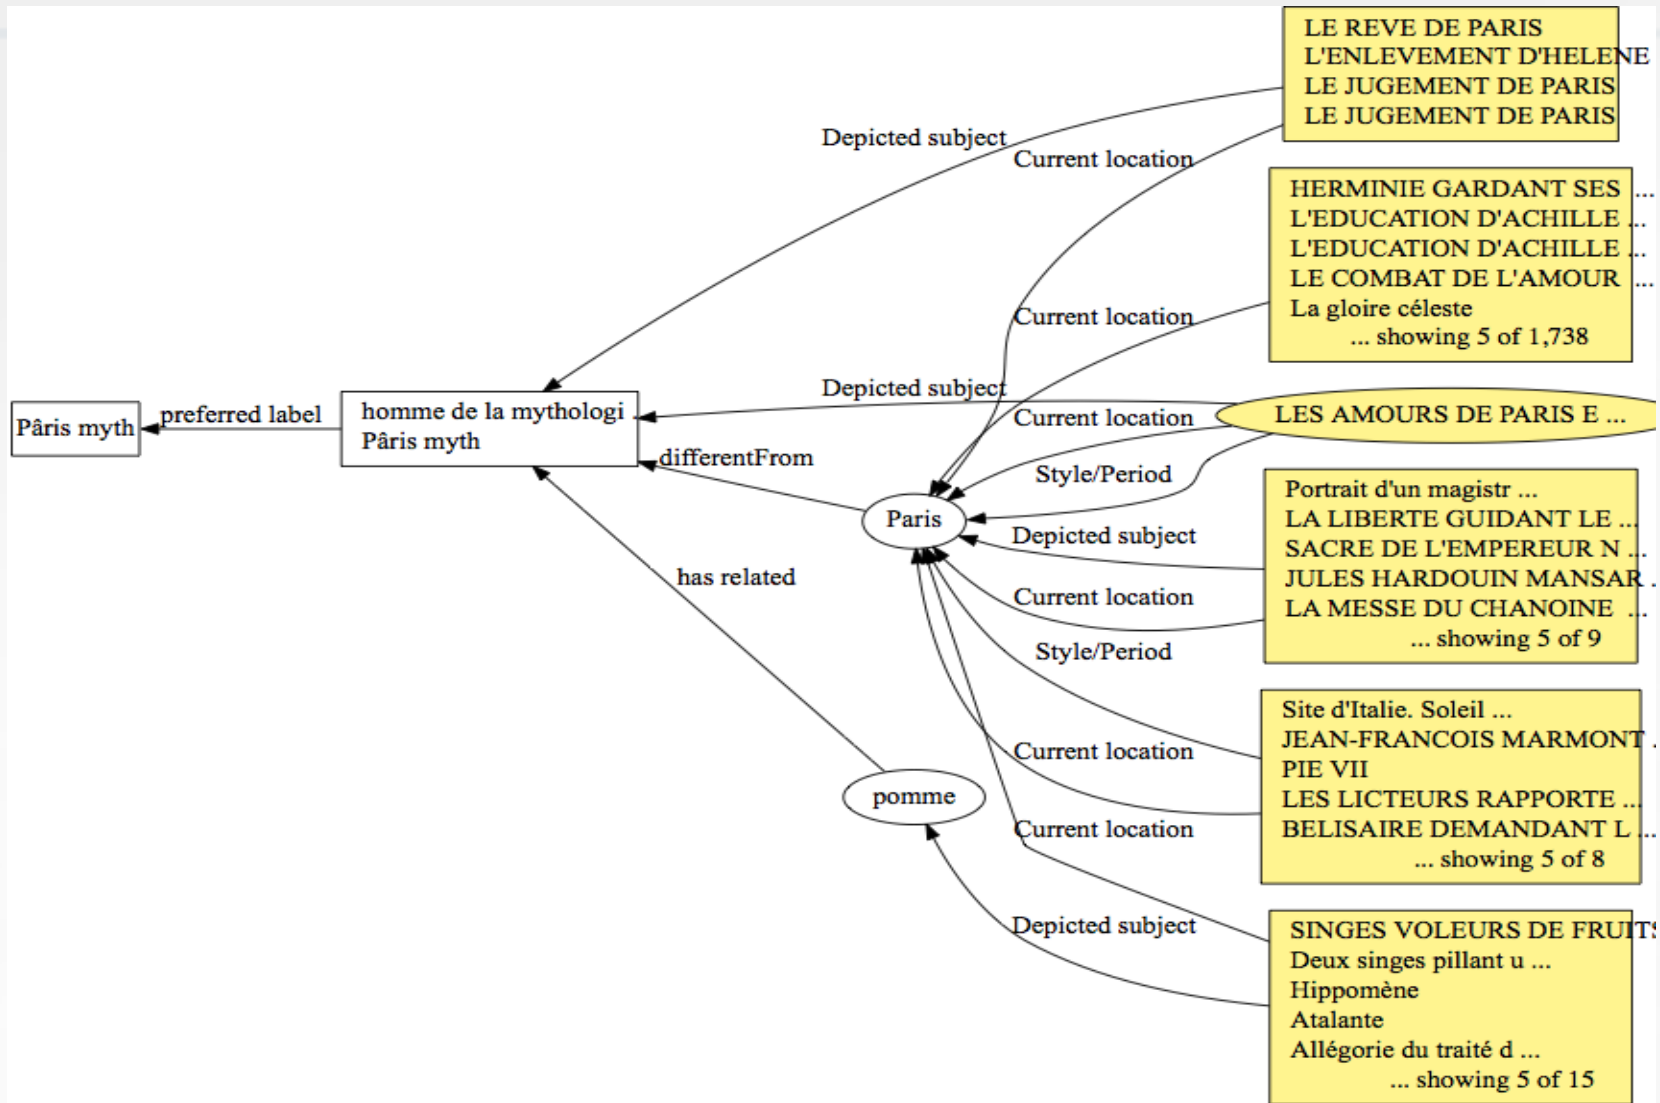 Pâris myth
preferred label
homme de la mythologi
Pâris myth
Depicted subject
Current location
Current location
Depicted subject
Current location
differentFrom
Style/Period
Paris
Depicted subject
has related
Current location
Style/Period
Current location
pomme
Current location
Depicted subject
LE REVE DE PARIS
L'ENLEVEMENT D'HELENE
LE JUGEMENT DE PARIS
LE JUGEMENT DE PARIS
HERMINIE GARDANT SES ...
L'EDUCATION D'ACHILLE ...
L'EDUCATION D'ACHILLE ...
LE COMBAT DE L'AMOUR ...
La gloire céleste
... showing 5 of 1,738
LES AMOURS DE PARIS E ...
Portrait d'un magistr ...
LA LIBERTE GUIDANT LE ...
SACRE DE L'EMPEREUR N ...
JULES HARDOUIN MANSAR .
LA MESSE DU CHANOINE ...
... showing 5 of 9
Site d'Italie. Soleil ...
JEAN-FRANCOIS MARMONT .
PIE VII
LES LICTEURS RAPPORTE ...
BELISAIRE DEMANDANT L ...
... showing 5 of 8
SINGES VOLEURS DE FRUITS
Deux singes pillant u ...
Hippomène
Atalante
Allégorie du traité d ...
... showing 5 of 15